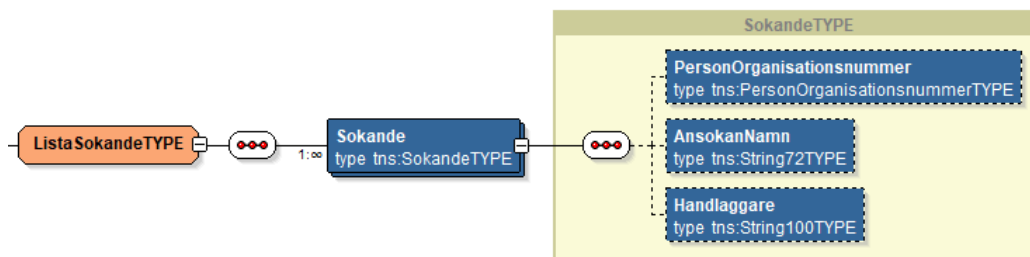 SokandeTYPE
PersonOrganisationsnummer
type tns:PersonOrganisationsnummerTYPE
ListaSokandeTYPE
Sokande
type tns:SokandeTYPE
1:∞
AnsokanNamn
type tns:String72TYPE
Handlaggare
type tns:String100TYPE